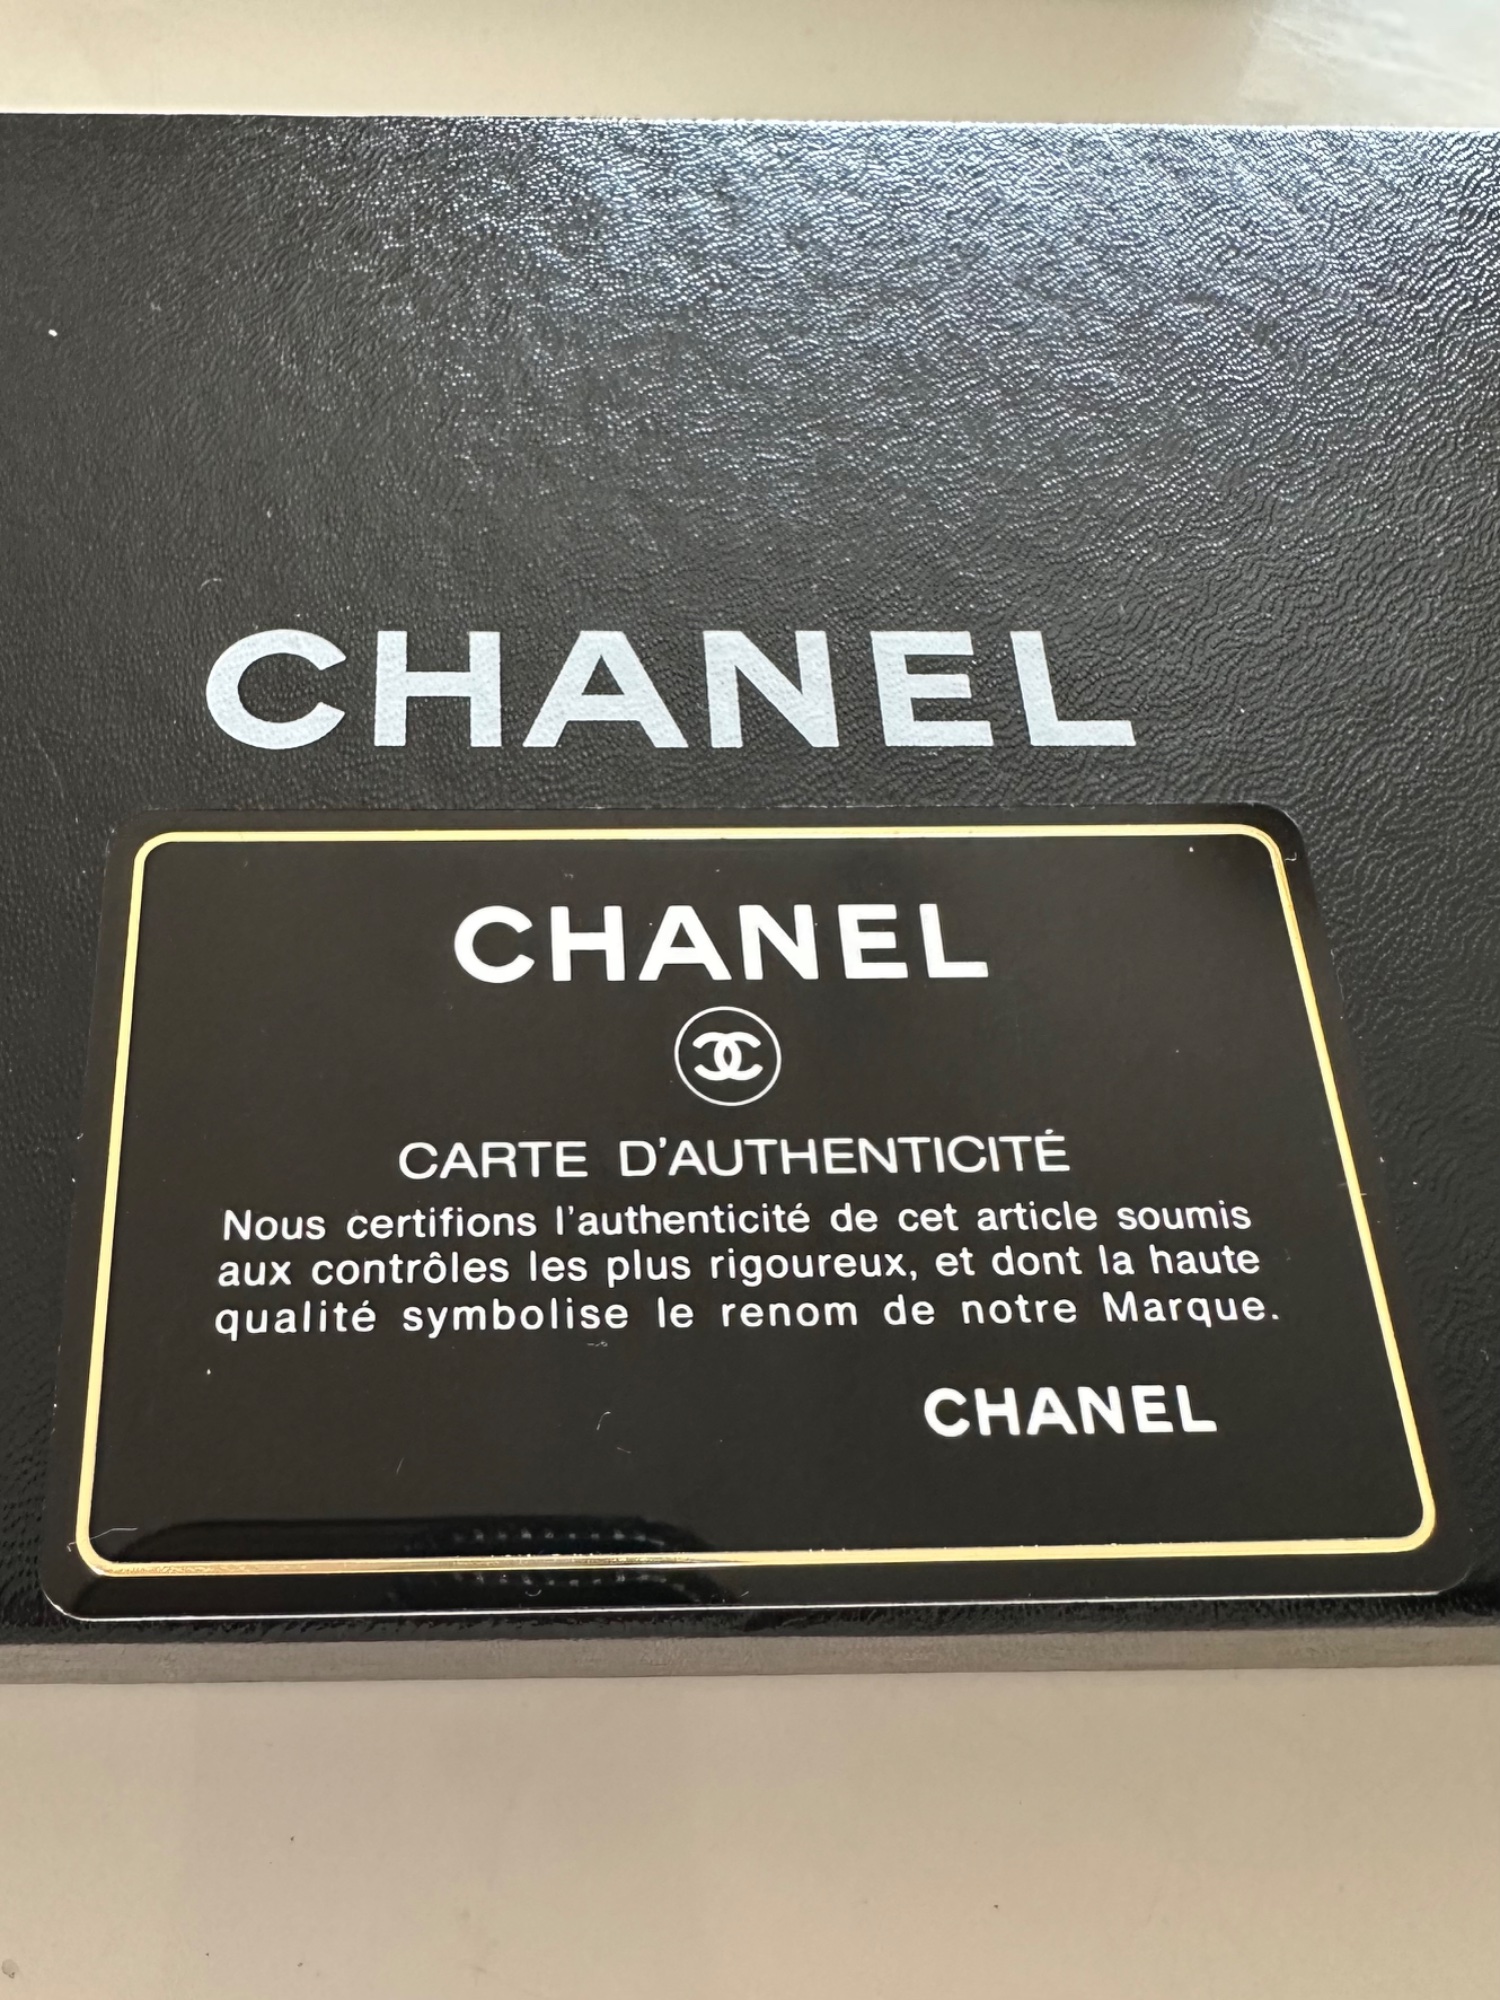 CHANEL
CHANEL
CARTE D'AUTHENTICITÉ
Nous certifions l'authenticité de cet article soumis
aux contrôles les plus rigoureux, et dont la haute
qualité symbolise le renom de notre Marque.
CHANEL